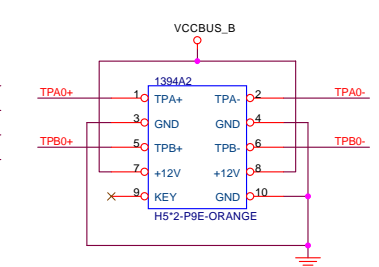 VCCBUS_B
1394A2
TPA0+ 1 TPA+ TPA- 2 TPA0-
3 GND GND 4
TPB0+ 5 TPB+ TPB- 6 TPB0-
7 +12V +12V 8
9 KEY GND 10
H5*2-P9E-ORANGE